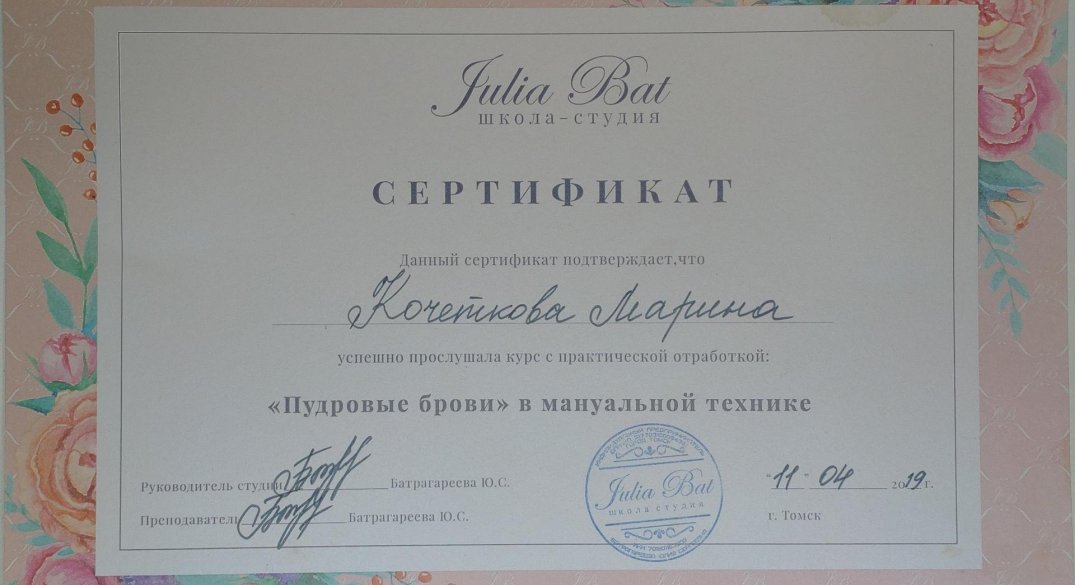 Julia Bat
школа-студия
СЕРТИФИКАТ
Данный сертификат подтверждает,что
Кочеткова Марина
успешно прослушала курс с практической отработкой:
«Пудровые брови» в мануальной технике
Руководитель студии Батрагареева Ю.С.
Преподаватель Батрагареева Ю.С.
Julia Bat
школа студия
"11" 04 2019г.
г. Томск